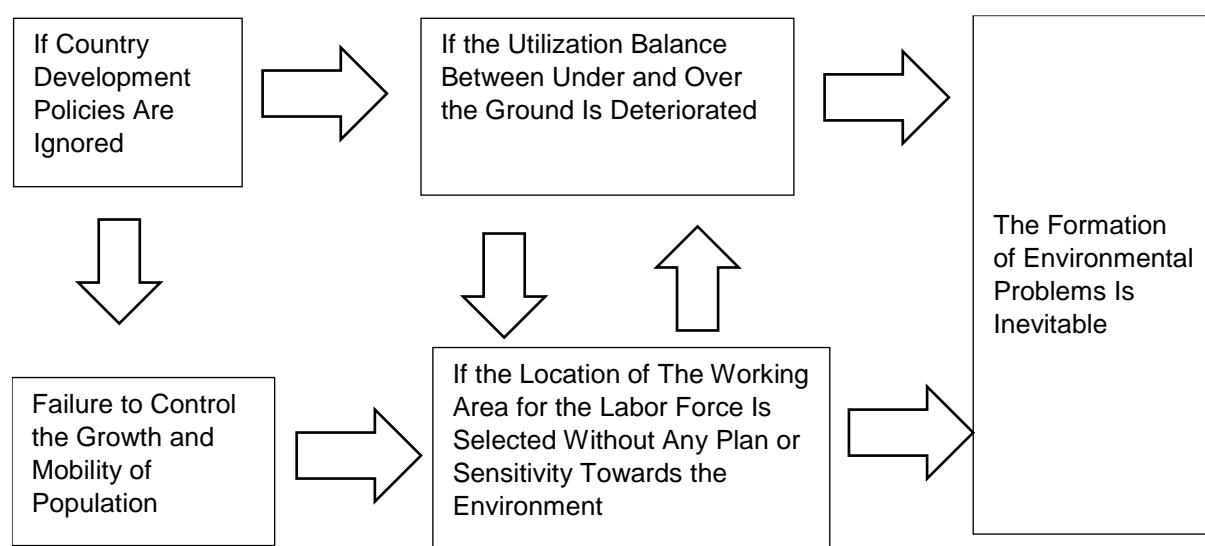 If Country
Development
Policies Are
Ignored
If the Utilization Balance
Between Under and Over
the Ground Is Deteriorated
The Formation
of Environmental
Problems Is
Inevitable
Failure to Control
the Growth and
Mobility of
Population
If the Location of The Working
Area for the Labor Force Is
Selected Without Any Plan or
Sensitivity Towards the
Environment